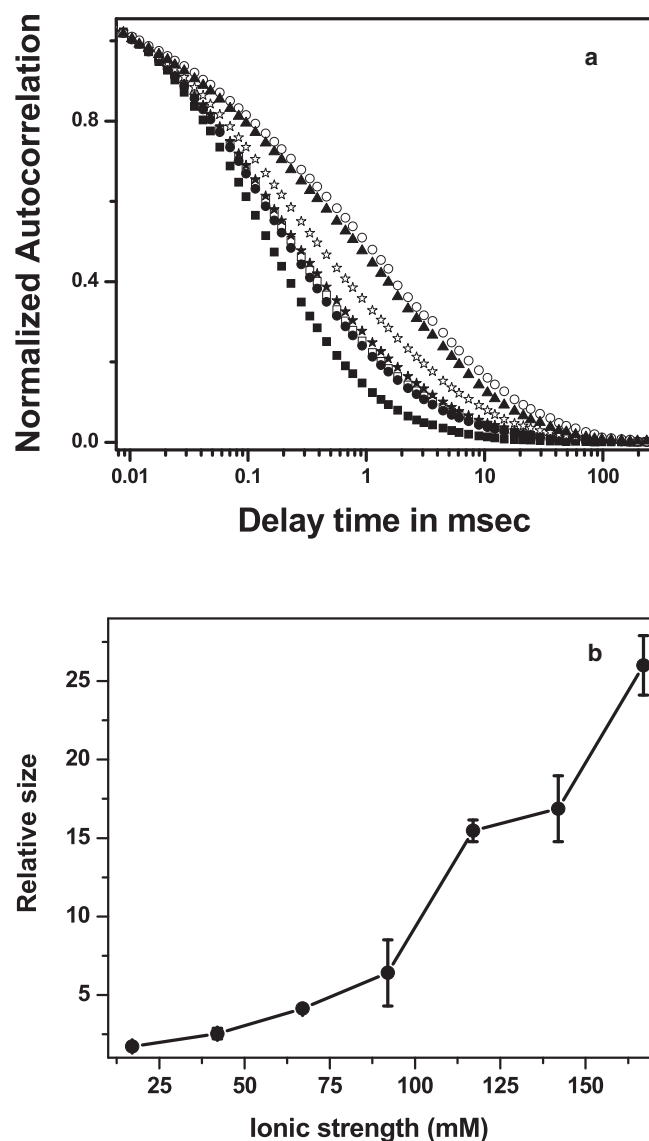 a
Normalized Autocorrelation
0.8
0.4
0.0
0.01 0.1 1 10 100
Delay time in msec
b
Relative size
25
20
15
10
5
25 50 75 100 125 150
Ionic strength (mM)